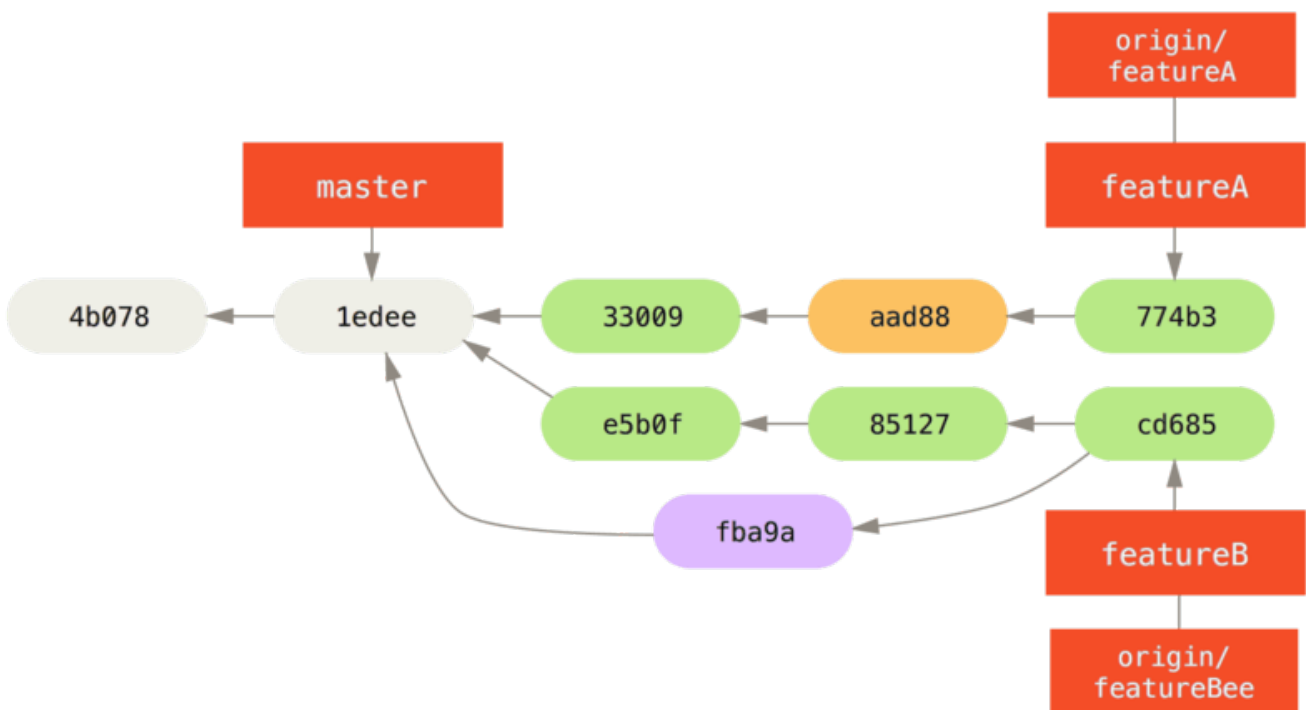 origin/
featureA
master
featureA
4b078
1edee
33009
aad88
774b3
e5b0f
85127
cd685
fba9a
featureB
origin/
featureBee